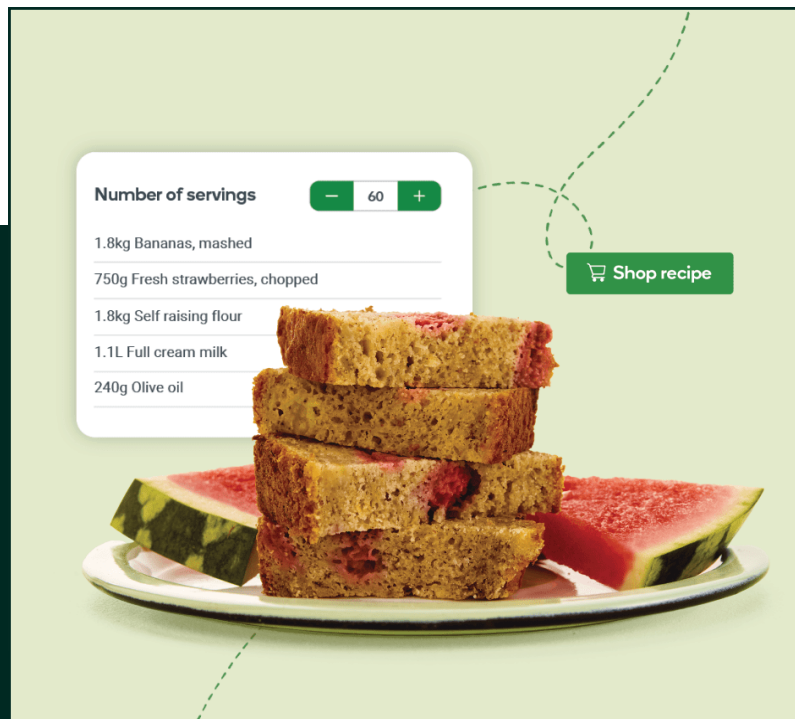 Number of servings
− 60 +
1.8kg Bananas, mashed
750g Fresh strawberries, chopped
1.8kg Self raising flour
1.1L Full cream milk
240g Olive oil
Shop recipe